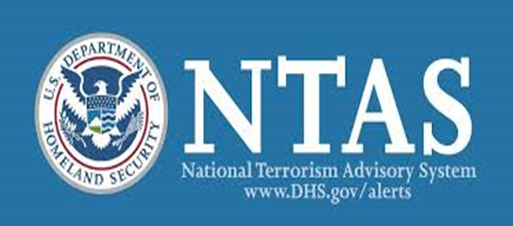 U.S. DEPARTMENT OF
HOMELAND SECURITY
NTAS
National Terrorism Advisory System
www.DHS.gov/alerts